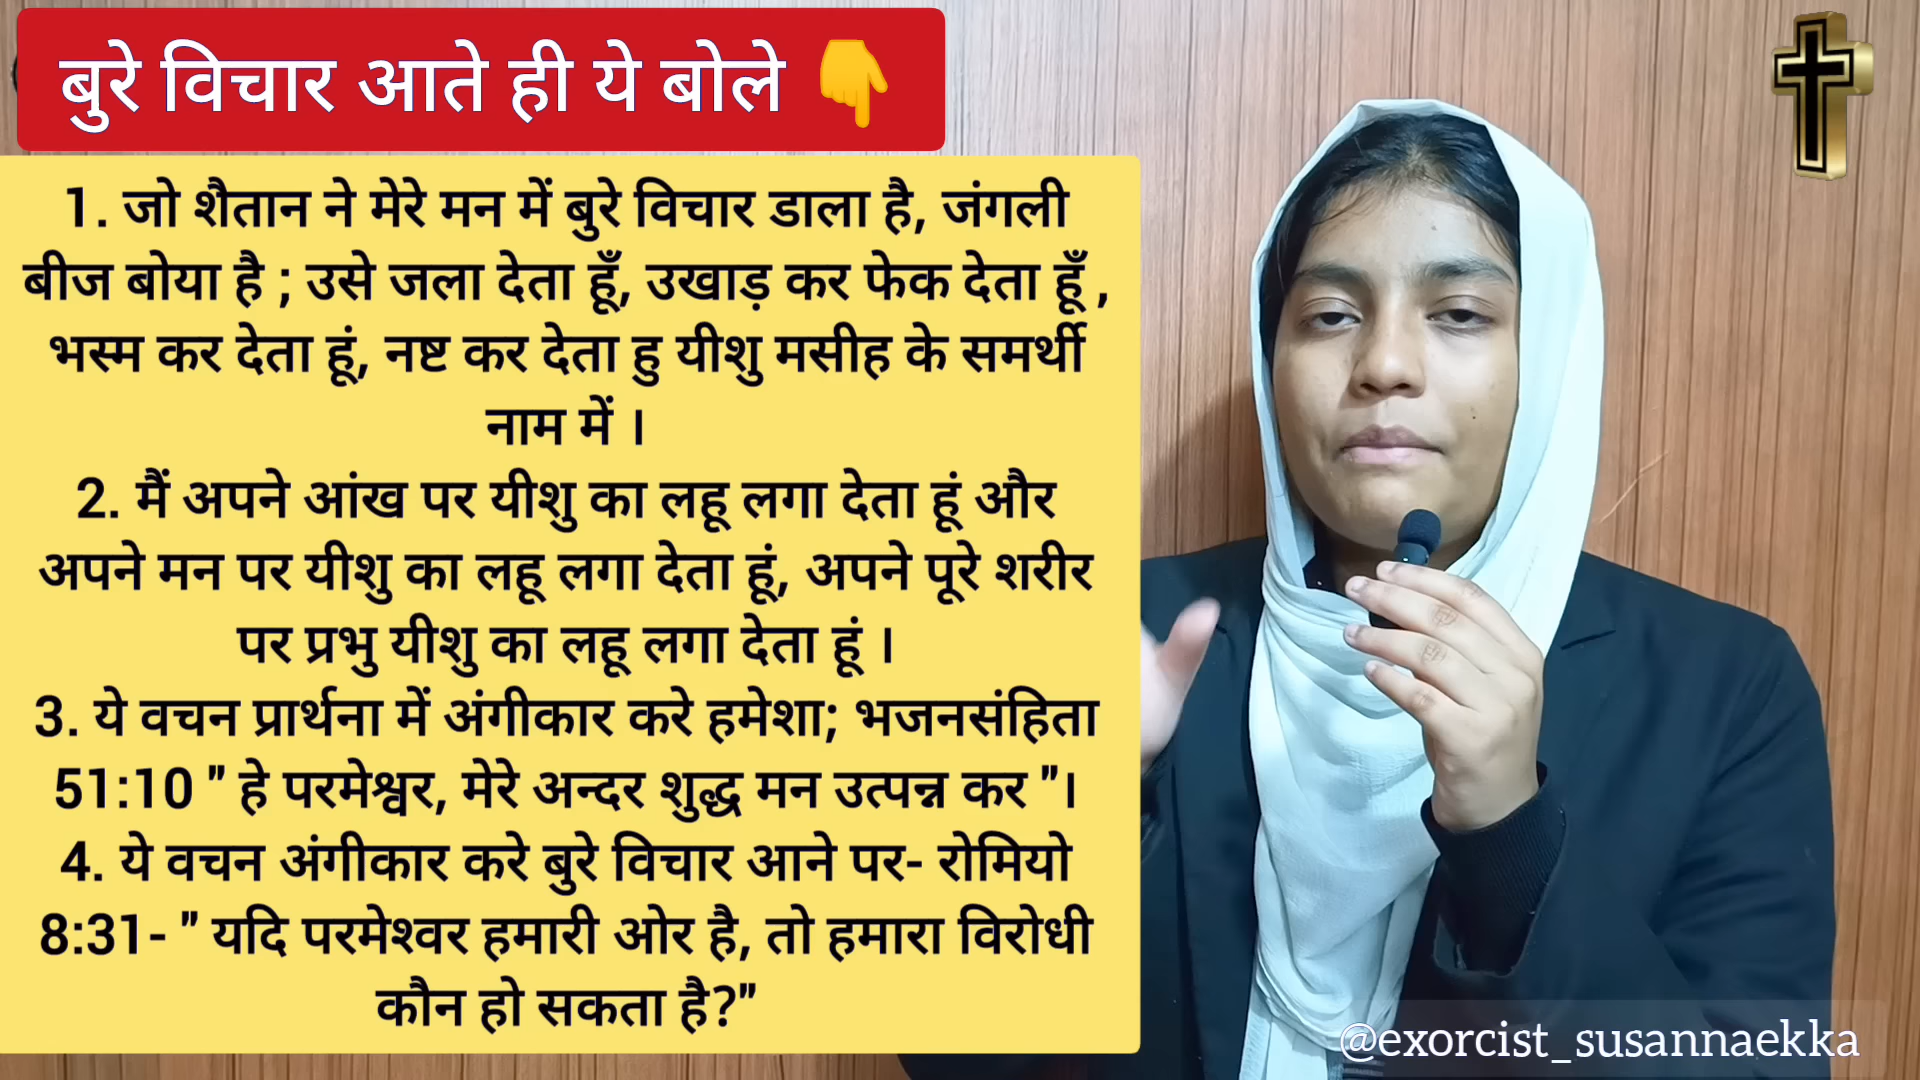 बुरे विचार आते ही ये बोले 👇
1. जो शैतान ने मेरे मन में बुरे विचार डाला है, जंगली
बीज बोया है ; उसे जला देता हूँ, उखाड़ कर फेक देता हूँ ,
भस्म कर देता हूं, नष्ट कर देता हु यीशु मसीह के समर्थी
नाम में ।
2. मैं अपने आंख पर यीशु का लहू लगा देता हूं और
अपने मन पर यीशु का लहू लगा देता हूं, अपने पूरे शरीर
पर प्रभु यीशु का लहू लगा देता हूं ।
3. ये वचन प्रार्थना में अंगीकार करे हमेशा; भजनसंहिता
51:10 " हे परमेश्वर, मेरे अन्दर शुद्ध मन उत्पन्न कर "।
4. ये वचन अंगीकार करे बुरे विचार आने पर- रोमियो
8:31- " यदि परमेश्वर हमारी ओर है, तो हमारा विरोधी
कौन हो सकता है?"
@exorcist_susannaekka